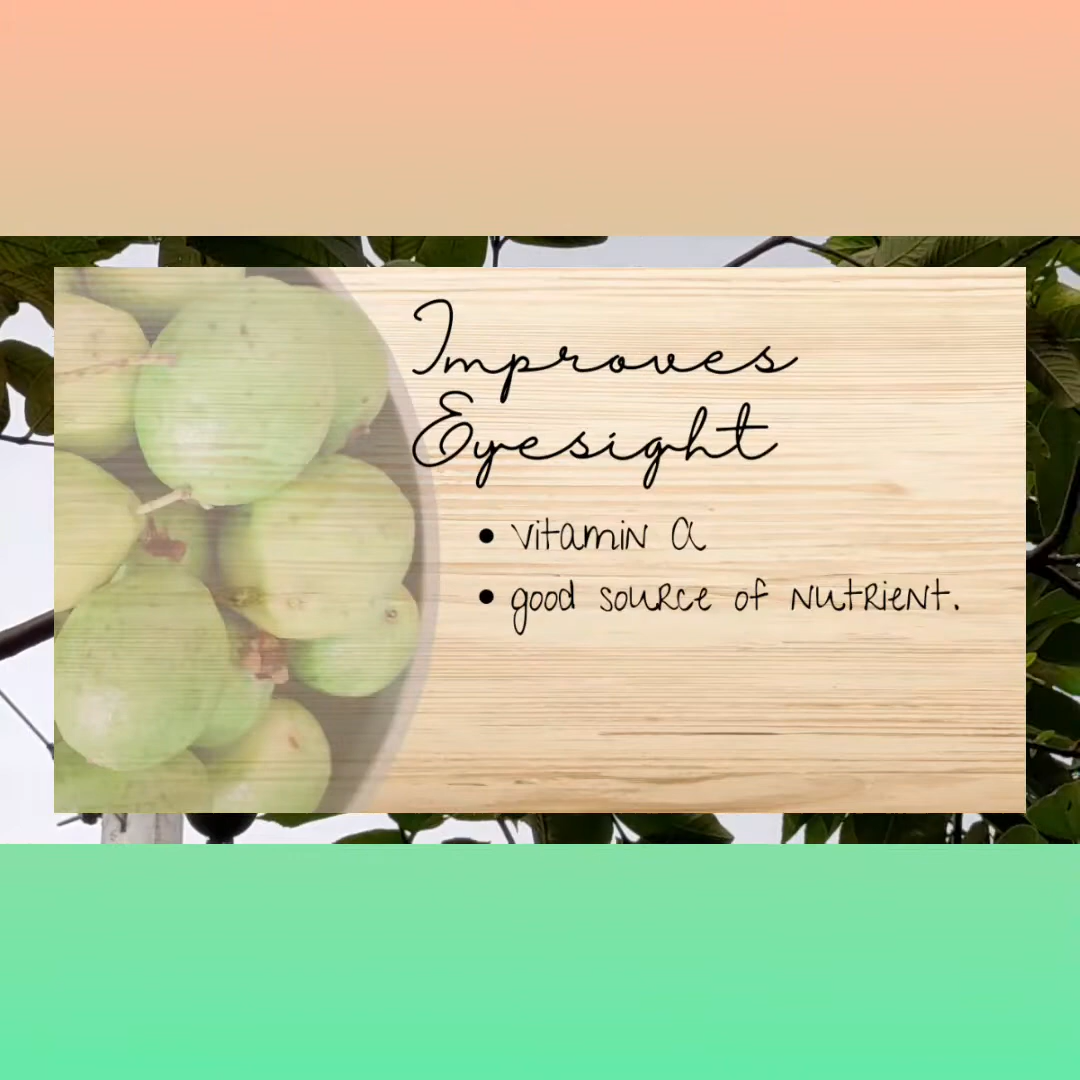 Improves
Eyesight
• vitamin a
• good source of nutrient.